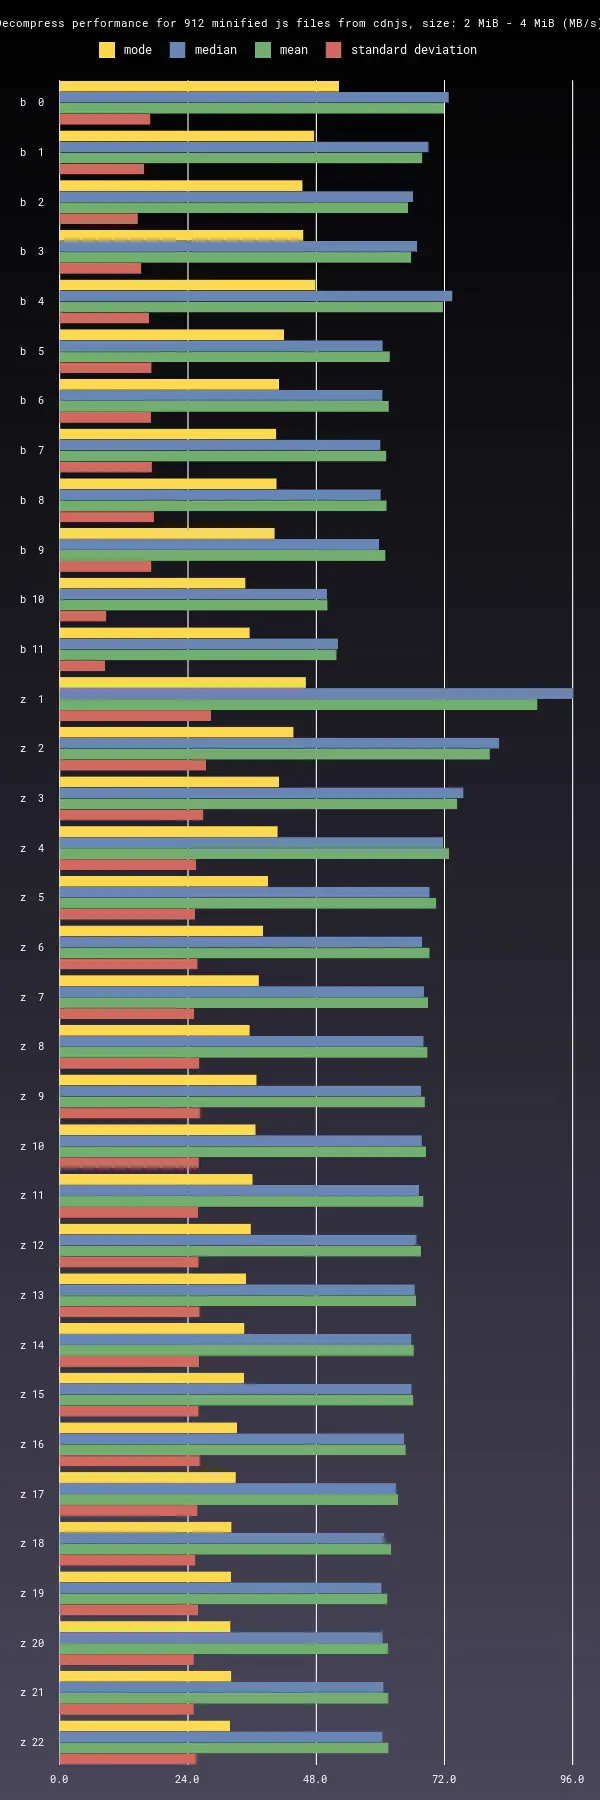 ecompress performance for 912 minified js files from cdnjs, size: 2 MiB - 4 MiB (MB/s)
mode median mean standard deviation
b 0
b 1
b 2
b 3
b 4
b 5
b 6
b 7
b 8
b 9
b 10
b 11
z 1
z 2
z 3
z 4
z 5
z 6
z 7
z 8
z 9
z 10
z 11
z 12
z 13
z 14
z 15
z 16
z 17
z 18
z 19
z 20
z 21
z 22
0.0 24.0 48.0 72.0 96.0